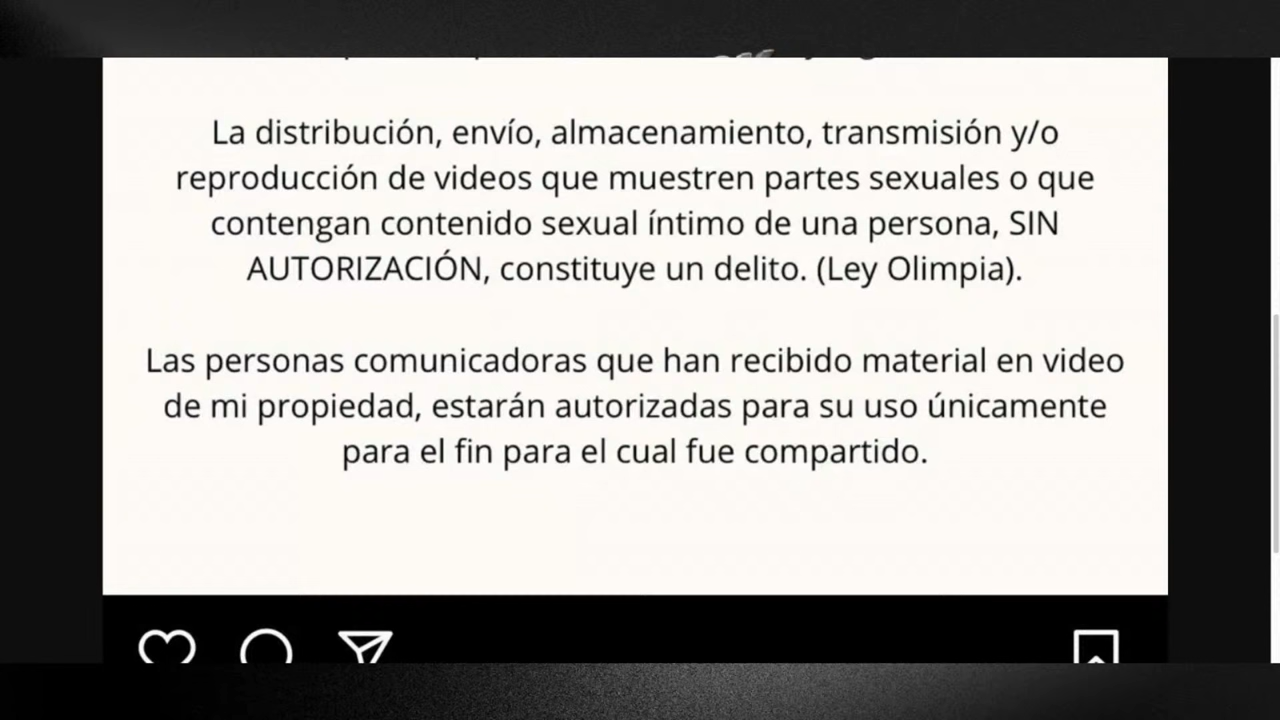 La distribución, envío, almacenamiento, transmisión y/o
reproducción de videos que muestren partes sexuales o que
contengan contenido sexual íntimo de una persona, SIN
AUTORIZACIÓN, constituye un delito. (Ley Olimpia).
Las personas comunicadoras que han recibido material en video
de mi propiedad, estarán autorizadas para su uso únicamente
para el fin para el cual fue compartido.